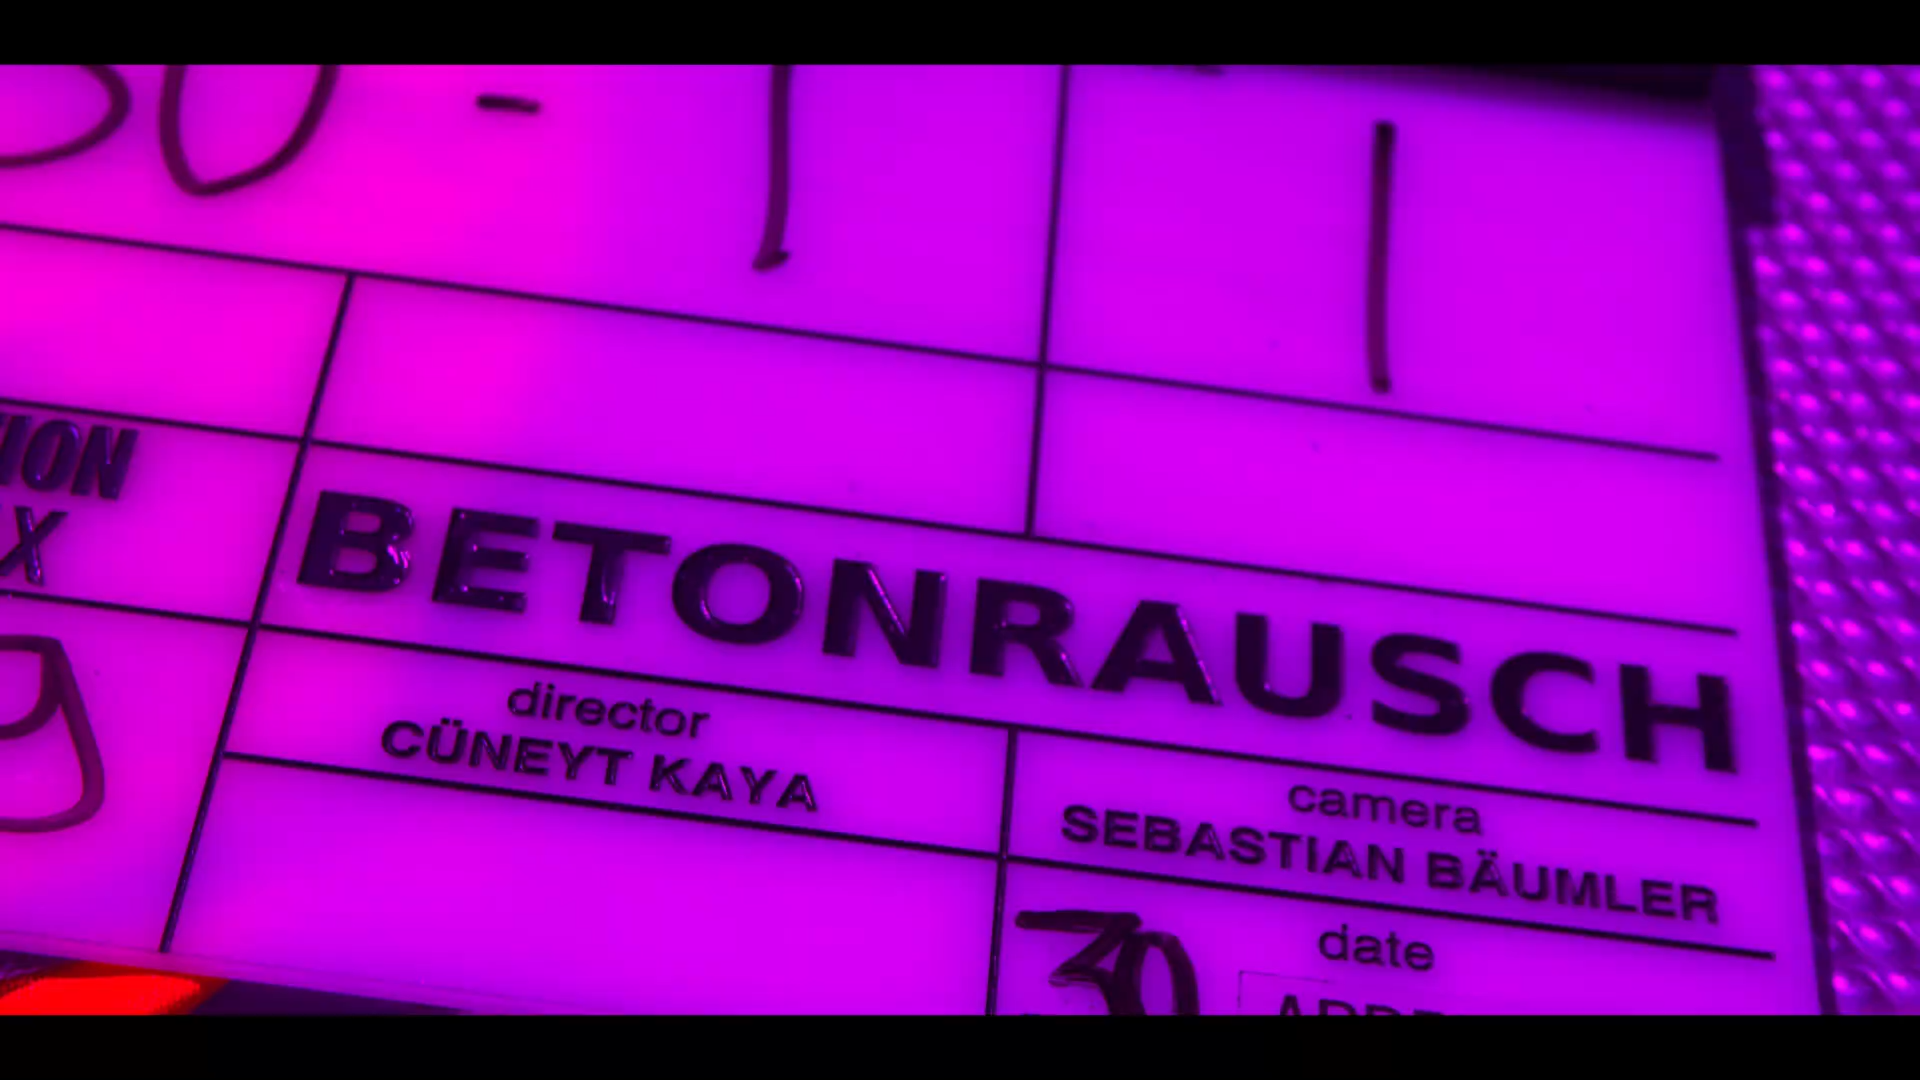 30 - 1 1
BETONRAUSCH
director
CÜNEYT KAYA
camera
SEBASTIAN BÄUMLER
date
30